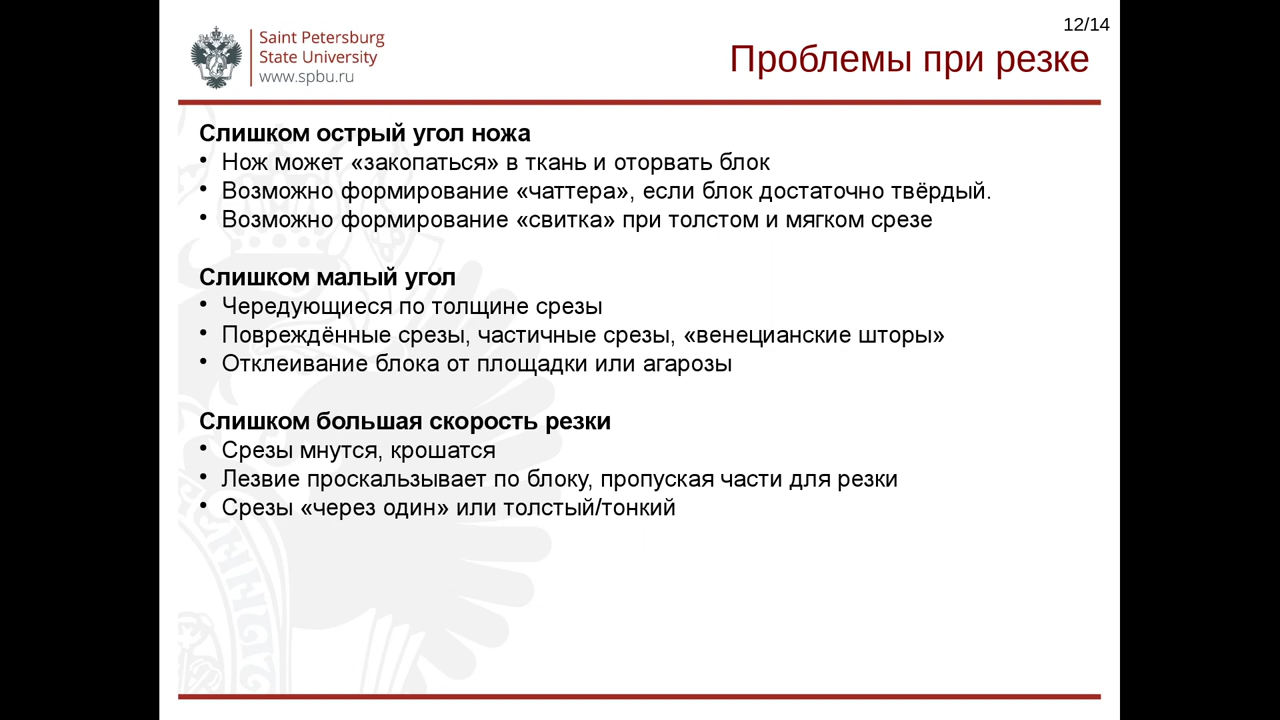 12/14
Saint Petersburg
State University
www.spbu.ru
Проблемы при резке
Слишком острый угол ножа
• Нож может «закопаться» в ткань и оторвать блок
• Возможно формирование «чаттера», если блок достаточно твёрдый.
• Возможно формирование «свитка» при толстом и мягком срезе
Слишком малый угол
• Чередующиеся по толщине срезы
• Повреждённые срезы, частичные срезы, «венецианские шторы»
• Отклеивание блока от площадки или агарозы
Слишком большая скорость резки
• Срезы мнутся, крошатся
• Лезвие проскальзывает по блоку, пропуская части для резки
• Срезы «через один» или толстый/тонкий